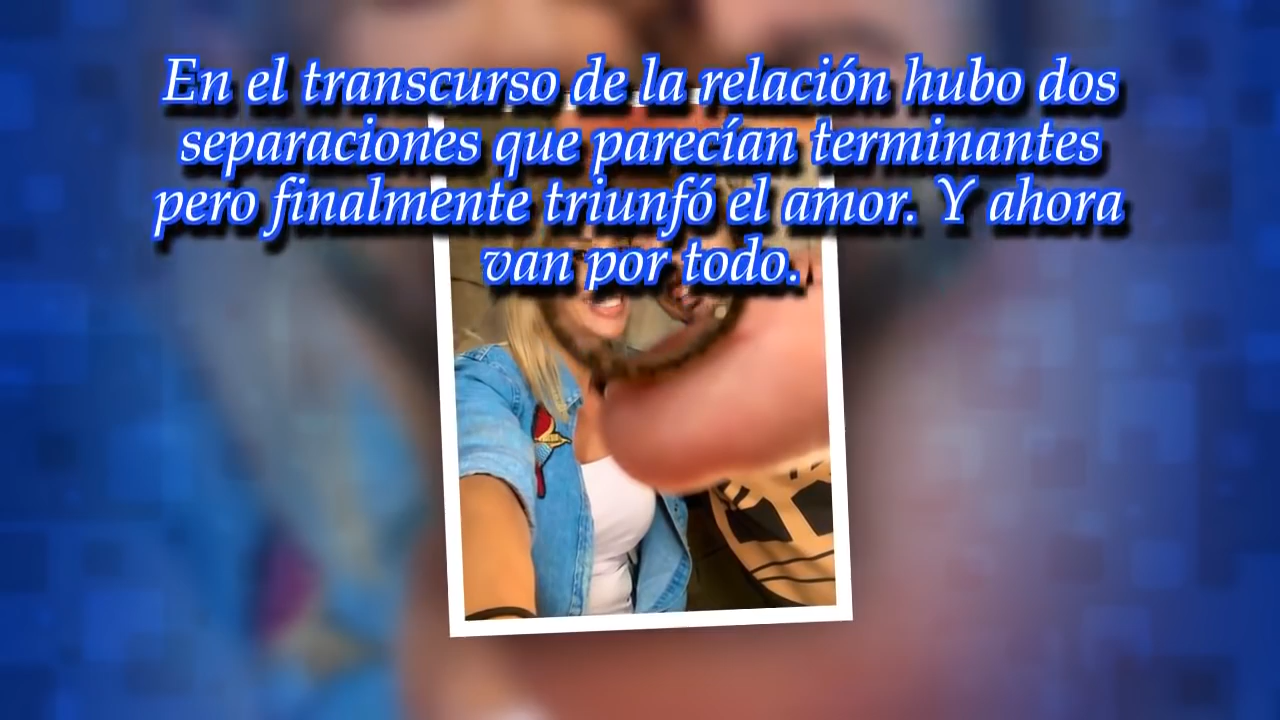 En el transcurso de la relación hubo dos
separaciones que parecían terminantes
pero finalmente triunfó el amor. Y ahora
van por todo.